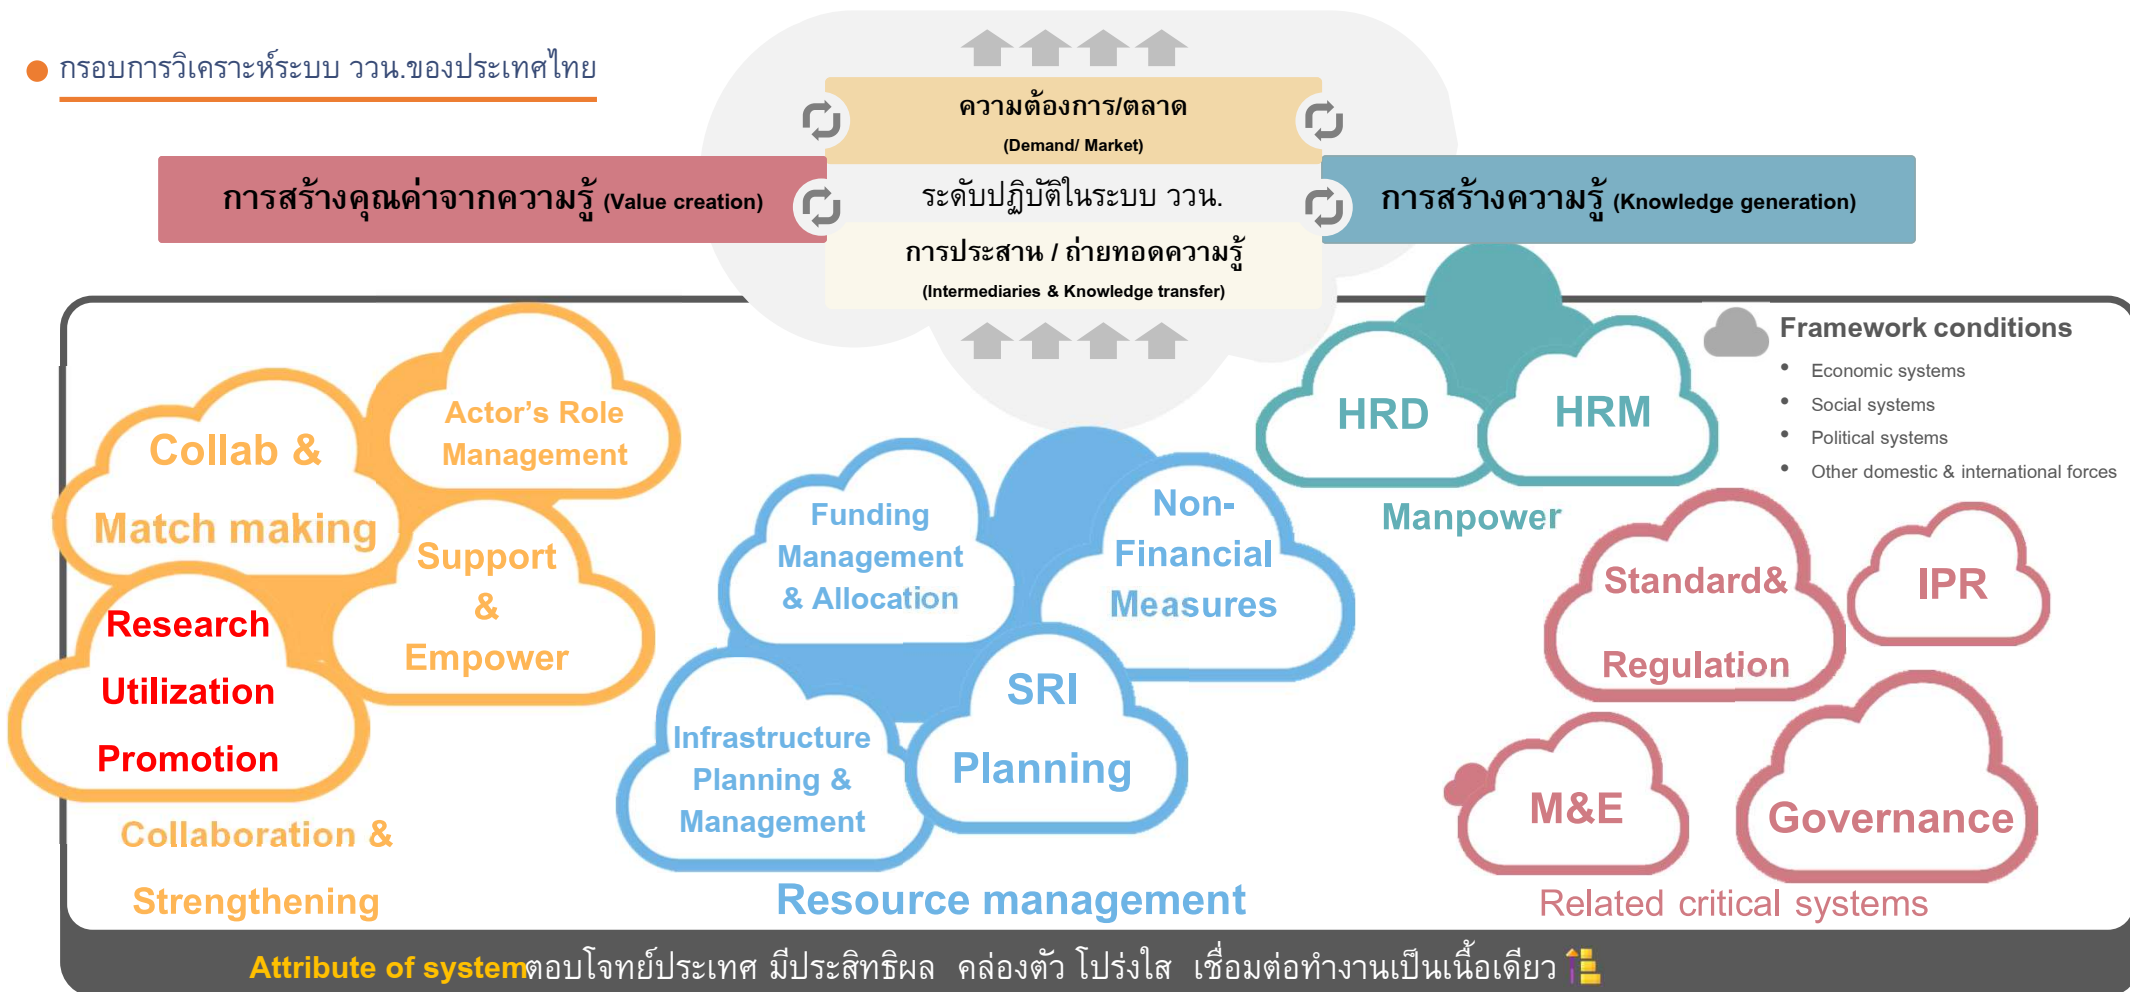 กรอบการวิเคราะห์ระบบ ววน.ของประเทศไทย
ความต้องการ/ตลาด
(Demand/ Market)
การสร้างคุณค่าจากความรู้ (Value creation)
ระดับปฏิบัติในระบบ ววน.
การสร้างความรู้ (Knowledge generation)
การประสาน / ถ่ายทอดความรู้
(Intermediaries & Knowledge transfer)
Collab &
Match making
Actor's Role
Management
Support
&
Empower
Research
Utilization
Promotion
Collaboration &
Strengthening
Funding
Management
& Allocation
Non-
Financial
Measures
Infrastructure
Planning &
Management
SRI
Planning
Resource management
HRD
HRM
Manpower
Framework conditions
• Economic systems
• Social systems
• Political systems
• Other domestic & international forces
Standard&
Regulation
IPR
M&E
Governance
Related critical systems
Attribute of systemตอบโจทย์ประเทศ มีประสิทธิผล คล่องตัว โปร่งใส เชื่อมต่อทำงานเป็นเนื้อเดียว